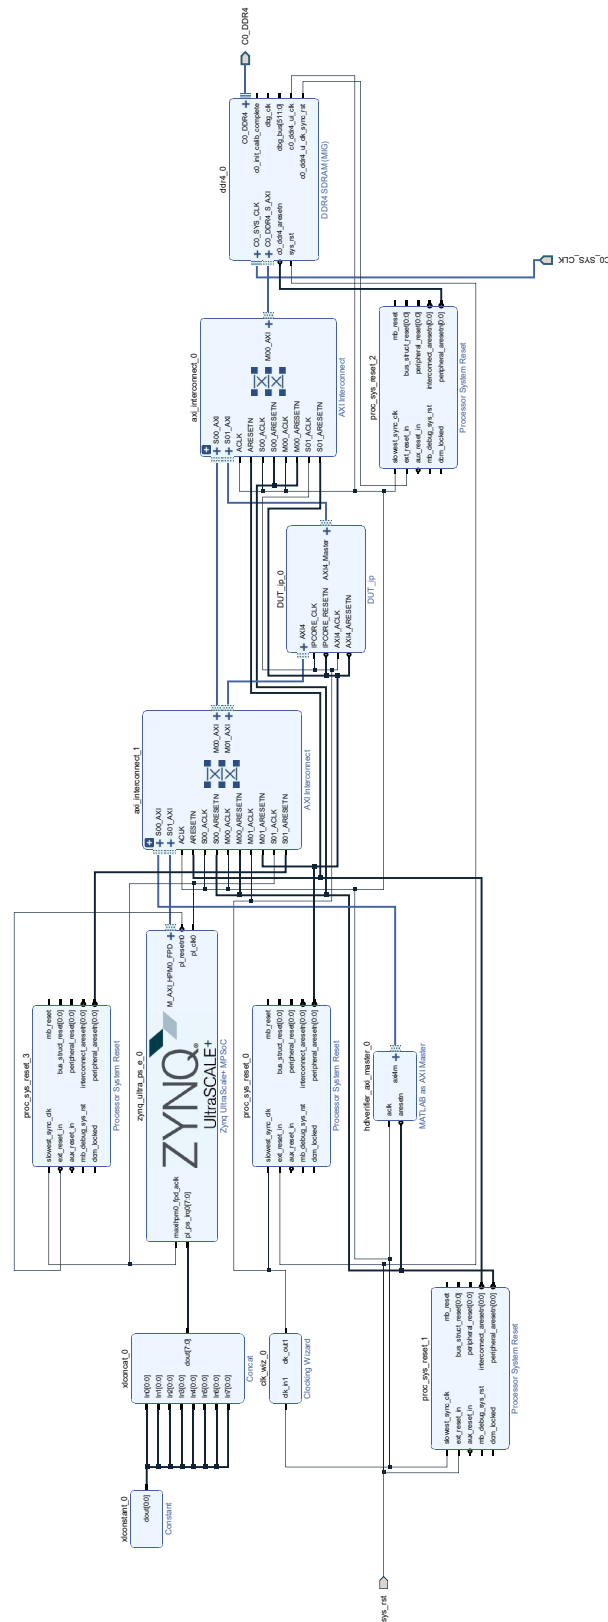 xlconstant_0
dout[0:0]
Constant
xlconcat_0
In0[0:0]
In1[0:0]
In2[0:0]
In3[0:0]
In4[0:0]
In5[0:0]
In6[0:0]
In7[0:0]
dout[7:0]
Concat
clk_wiz_0
clk_in1
clk_out1
Clocking Wizard
sys_rst
proc_sys_reset_1
slowest_sync_clk
ext_reset_in
aux_reset_in
mb_debug_sys_rst
dcm_locked
mb_reset
bus_struct_reset[0:0]
peripheral_reset[0:0]
interconnect_aresetn[0:0]
peripheral_aresetn[0:0]
Processor System Reset
proc_sys_reset_3
slowest_sync_clk
ext_reset_in
aux_reset_in
mb_debug_sys_rst
dcm_locked
mb_reset
bus_struct_reset[0:0]
peripheral_reset[0:0]
interconnect_aresetn[0:0]
peripheral_aresetn[0:0]
Processor System Reset
zynq_ultra_ps_e_0
maxihpm0_fpd_aclk
pl_ps_irq0[7:0]
ZYNQ®
UltraSCALE+
M_AXI_HPM0_FPD
pl_resetn0
pl_clk0
Zynq UltraScale+ MPSoC
proc_sys_reset_0
slowest_sync_clk
ext_reset_in
aux_reset_in
mb_debug_sys_rst
dcm_locked
mb_reset
bus_struct_reset[0:0]
peripheral_reset[0:0]
interconnect_aresetn[0:0]
peripheral_aresetn[0:0]
Processor System Reset
hdlverifier_axi_master_0
aclk
aresetn
axi4m
MATLAB as AXI Master
axi_interconnect_1
S00_AXI
S01_AXI
ACLK
ARESETN
S00_ACLK
S00_ARESETN
M00_ACLK
M00_ARESETN
M01_ACLK
M01_ARESETN
S01_ACLK
S01_ARESETN
M00_AXI
M01_AXI
AXI Interconnect
DUT_ip_0
AXI4
IPCORE_CLK
IPCORE_RESETN
AXI4_ACLK
AXI4_ARESETN
AXI4_Master
DUT_ip
axi_interconnect_0
S00_AXI
S01_AXI
ACLK
ARESETN
S00_ACLK
S00_ARESETN
M00_ACLK
M00_ARESETN
S01_ACLK
S01_ARESETN
M00_AXI
AXI Interconnect
proc_sys_reset_2
slowest_sync_clk
ext_reset_in
aux_reset_in
mb_debug_sys_rst
dcm_locked
mb_reset
bus_struct_reset[0:0]
peripheral_reset[0:0]
interconnect_aresetn[0:0]
peripheral_aresetn[0:0]
Processor System Reset
ddr4_0
C0_SYS_CLK
C0_DDR4_S_AXI
c0_ddr4_aresetn
sys_rst
C0_DDR4
c0_init_calib_complete
dbg_clk
dbg_bus[511:0]
c0_ddr4_ui_clk
c0_ddr4_ui_clk_sync_rst
DDR4 SDRAM (MIG)
C0_DDR4
C0_SYS_CLK